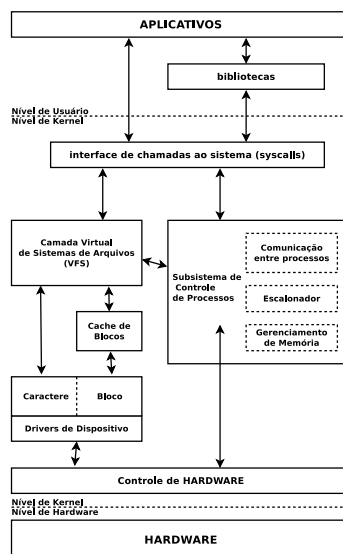 APLICATIVOS
bibliotecas
Nível de Usuário
Nível de Kernel
interface de chamadas ao sistema (syscalls)
Camada Virtual
de Sistemas de Arquivos
(VFS)
Comunicação
entre processos
Subsistema de
Controle
de Processos
Escalonador
Gerenciamento
de Memória
Cache de
Blocos
Caractere
Bloco
Drivers de Dispositivo
Controle de HARDWARE
Nível de Kernel
Nível de Hardware
HARDWARE